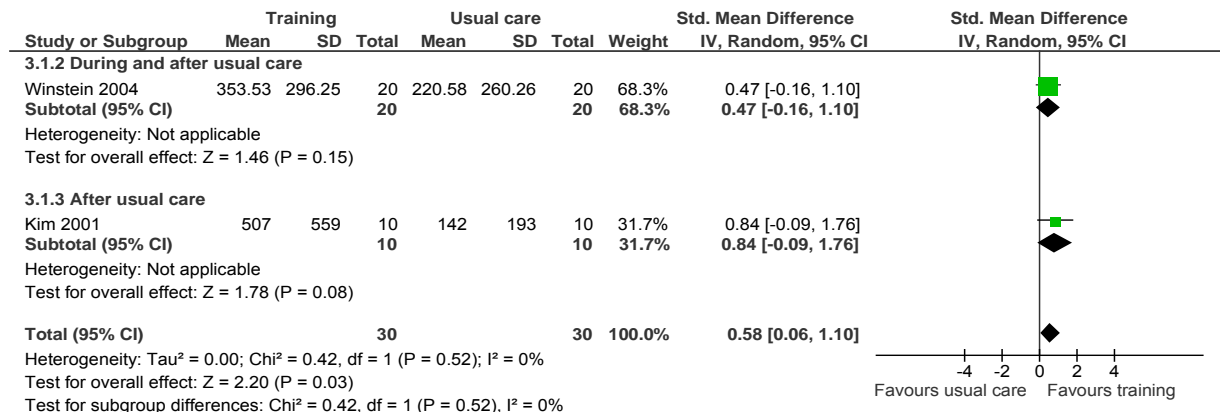 Training Usual care Std. Mean Difference Std. Mean Difference
Study or Subgroup Mean SD Total Mean SD Total Weight IV, Random, 95% CI IV, Random, 95% CI
3.1.2 During and after usual care
Winstein 2004 353.53 296.25 20 220.58 260.26 20 68.3% 0.47 [-0.16, 1.10]
Subtotal (95% CI) 20 20 68.3% 0.47 [-0.16, 1.10]
Heterogeneity: Not applicable
Test for overall effect: Z = 1.46 (P = 0.15)
3.1.3 After usual care
Kim 2001 507 559 10 142 193 10 31.7% 0.84 [-0.09, 1.76]
Subtotal (95% CI) 10 10 31.7% 0.84 [-0.09, 1.76]
Heterogeneity: Not applicable
Test for overall effect: Z = 1.78 (P = 0.08)
Total (95% CI) 30 30 100.0% 0.58 [0.06, 1.10]
Heterogeneity: Tau² = 0.00; Chi² = 0.42, df = 1 (P = 0.52); I² = 0%
Test for overall effect: Z = 2.20 (P = 0.03)
Test for subgroup differences: Chi² = 0.42, df = 1 (P = 0.52), I² = 0%
-4 -2 0 2 4
Favours usual care Favours training